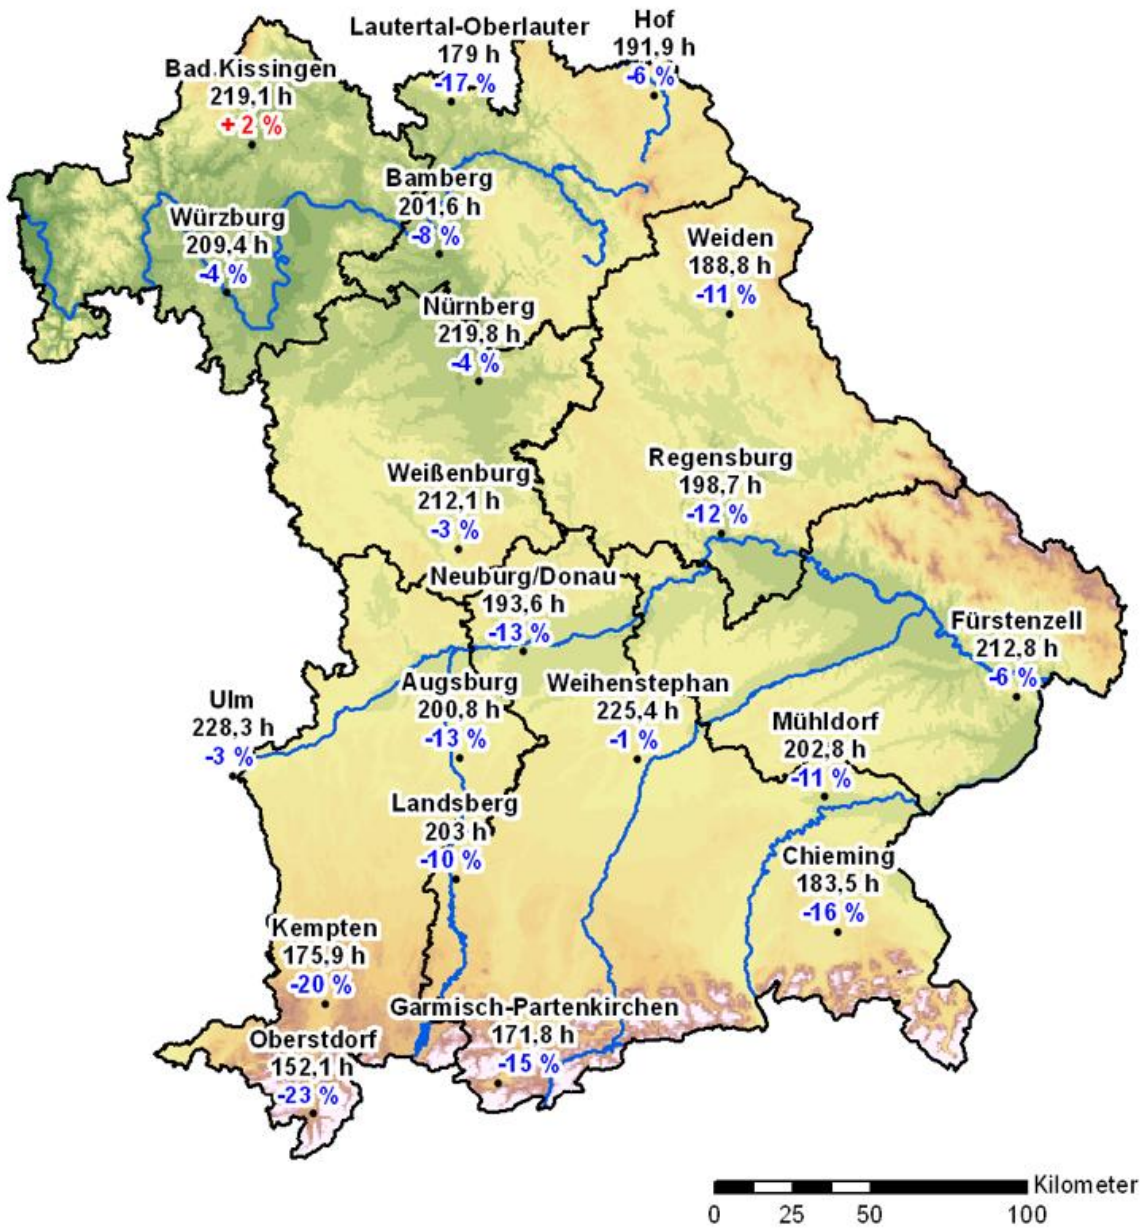 Lautertal-Oberlauter
179 h
-17 %
Hof
191,9 h
-6 %
Bad Kissingen
219,1 h
+ 2 %
Bamberg
201,6 h
-8 %
Würzburg
209,4 h
-4 %
Weiden
188,8 h
-11 %
Nürnberg
219,8 h
-4 %
Weißenburg
212,1 h
-3 %
Regensburg
198,7 h
-12 %
Neuburg/Donau
193,6 h
-13 %
Fürstenzell
212,8 h
-6 %
Ulm
228,3 h
-3 %
Augsburg
200,8 h
-13 %
Weihenstephan
225,4 h
-1 %
Mühldorf
202,8 h
-11 %
Landsberg
203 h
-10 %
Chieming
183,5 h
-16 %
Kempten
175,9 h
-20 %
Garmisch-Partenkirchen
171,8 h
-15 %
Oberstdorf
152,1 h
-23 %
Kilometer
0 25 50 100